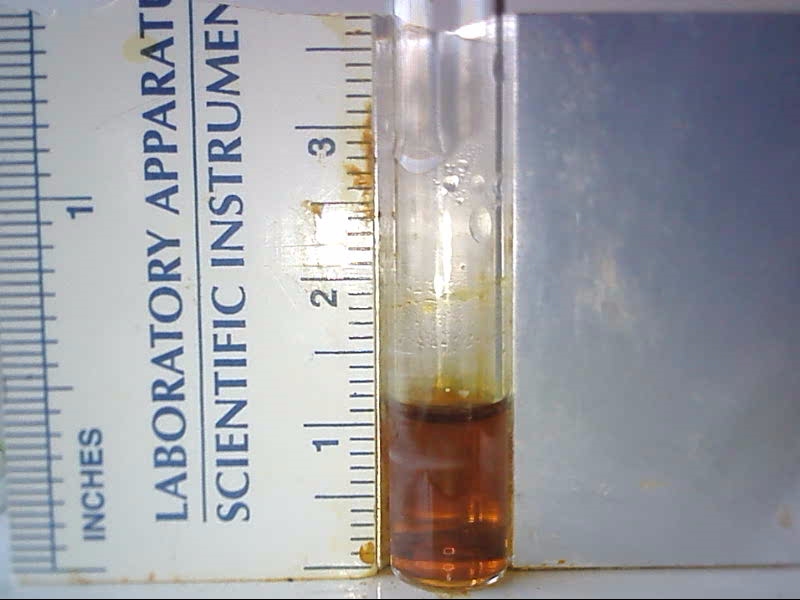 LABORATORY APPARATU
SCIENTIFIC INSTRUMEN
INCHES
1
1
2
3